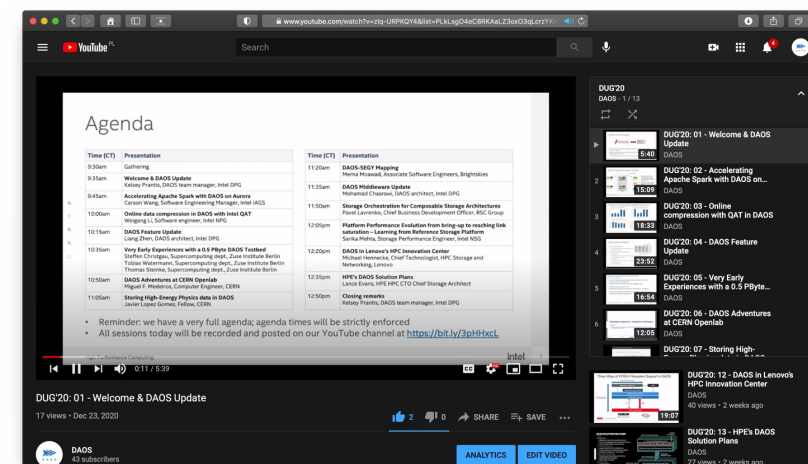 www.youtube.com/watch?v=zlq-URPKQY4&list=PLkLsgO4eC8RKAaLZ3oxO3qLcrzYK
YouTube PL
Search
4
Agenda
Time (CT) Presentation
9:30am Gathering
9:35am Welcome & DAOS Update
Kelsey Prantis, DAOS team manager, Intel DPG
9:45am Accelerating Apache Spark with DAOS on Aurora
Carson Wang, Software Engineering Manager, Intel IAGS
10:00am Online data compression in DAOS with Intel QAT
Weigang Li, Software engineer, Intel NPG
10:15am DAOS Feature Update
Liang Zhen, DAOS architect, Intel DPG
10:35am Very Early Experiences with a 0.5 PByte DAOS Testbed
Steffen Christgau, Supercomputing dept., Zuse Institute Berlin
Tobias Watermann, Supercomputing dept., Zuse Institute Berlin
Thomas Steinke, Supercomputing dept., Zuse Institute Berlin
10:50am DAOS Adventures at CERN Openlab
Miguel F. Medeiros, Computer Engineer, CERN
11:05am Storing High-Energy Physics data in DAOS
Javier Lopez Gomez, Fellow, CERN
Time (CT) Presentation
11:20am DAOS-SEGY Mapping
Merna Moawad, Associate Software Engineers, Brightskies
11:35am DAOS Middleware Update
Mohamad Chaarawi, DAOS architect, Intel DPG
11:50am Storage Orchestration for Composable Storage Architectures
Pavel Lavrenko, Chief Business Development Officer, RSC Group
12:05pm Platform Performance Evolution from bring-up to reaching link
saturation – Learning from Reference Storage Platform
Sarika Mehta, Storage Performance Engineer, Intel NSG
12:20pm DAOS in Lenovo's HPC Innovation Center
Michael Hennecke, Chief Technologist, HPC Storage and
Networking, Lenovo
12:35pm HPE's DAOS Solution Plans
Lance Evans, HPE HPC CTO Chief Storage Architect
12:50pm Closing remarks
Kelsey Prantis, DAOS team manager, Intel DPG
• Reminder: we have a very full agenda; agenda times will be strictly enforced
• All sessions today will be recorded and posted on our YouTube channel at https://bit.ly/3pHHxcL
High Performance Computing
intel.
0:11 / 5:39
CC
HD
DUG'20: 01 - Welcome & DAOS Update
17 views • Dec 23, 2020
2
0
SHARE
SAVE
DAOS
43 subscribers
ANALYTICS
EDIT VIDEO
DUG'20
DAOS - 1 / 13
5:40
DUG'20: 01 - Welcome & DAOS
Update
DAOS
2
15:09
DUG'20: 02 - Accelerating
Apache Spark with DAOS on...
DAOS
3
18:33
DUG'20: 03 - Online
compression with QAT in DAOS
DAOS
4
23:52
DUG'20: 04 - DAOS Feature
Update
DAOS
5
16:54
DUG'20: 05 - Very Early
Experiences with a 0.5 PByte...
DAOS
6
12:05
DUG'20: 06 - DAOS Adventures
at CERN Openlab
DAOS
DUG'20: 07 - Storing High-
19:07
DUG'20: 12 - DAOS in Lenovo's
HPC Innovation Center
DAOS
40 views • 2 weeks ago
DUG'20: 13 - HPE's DAOS
Solution Plans
DAOS
27 views • 2 weeks ago